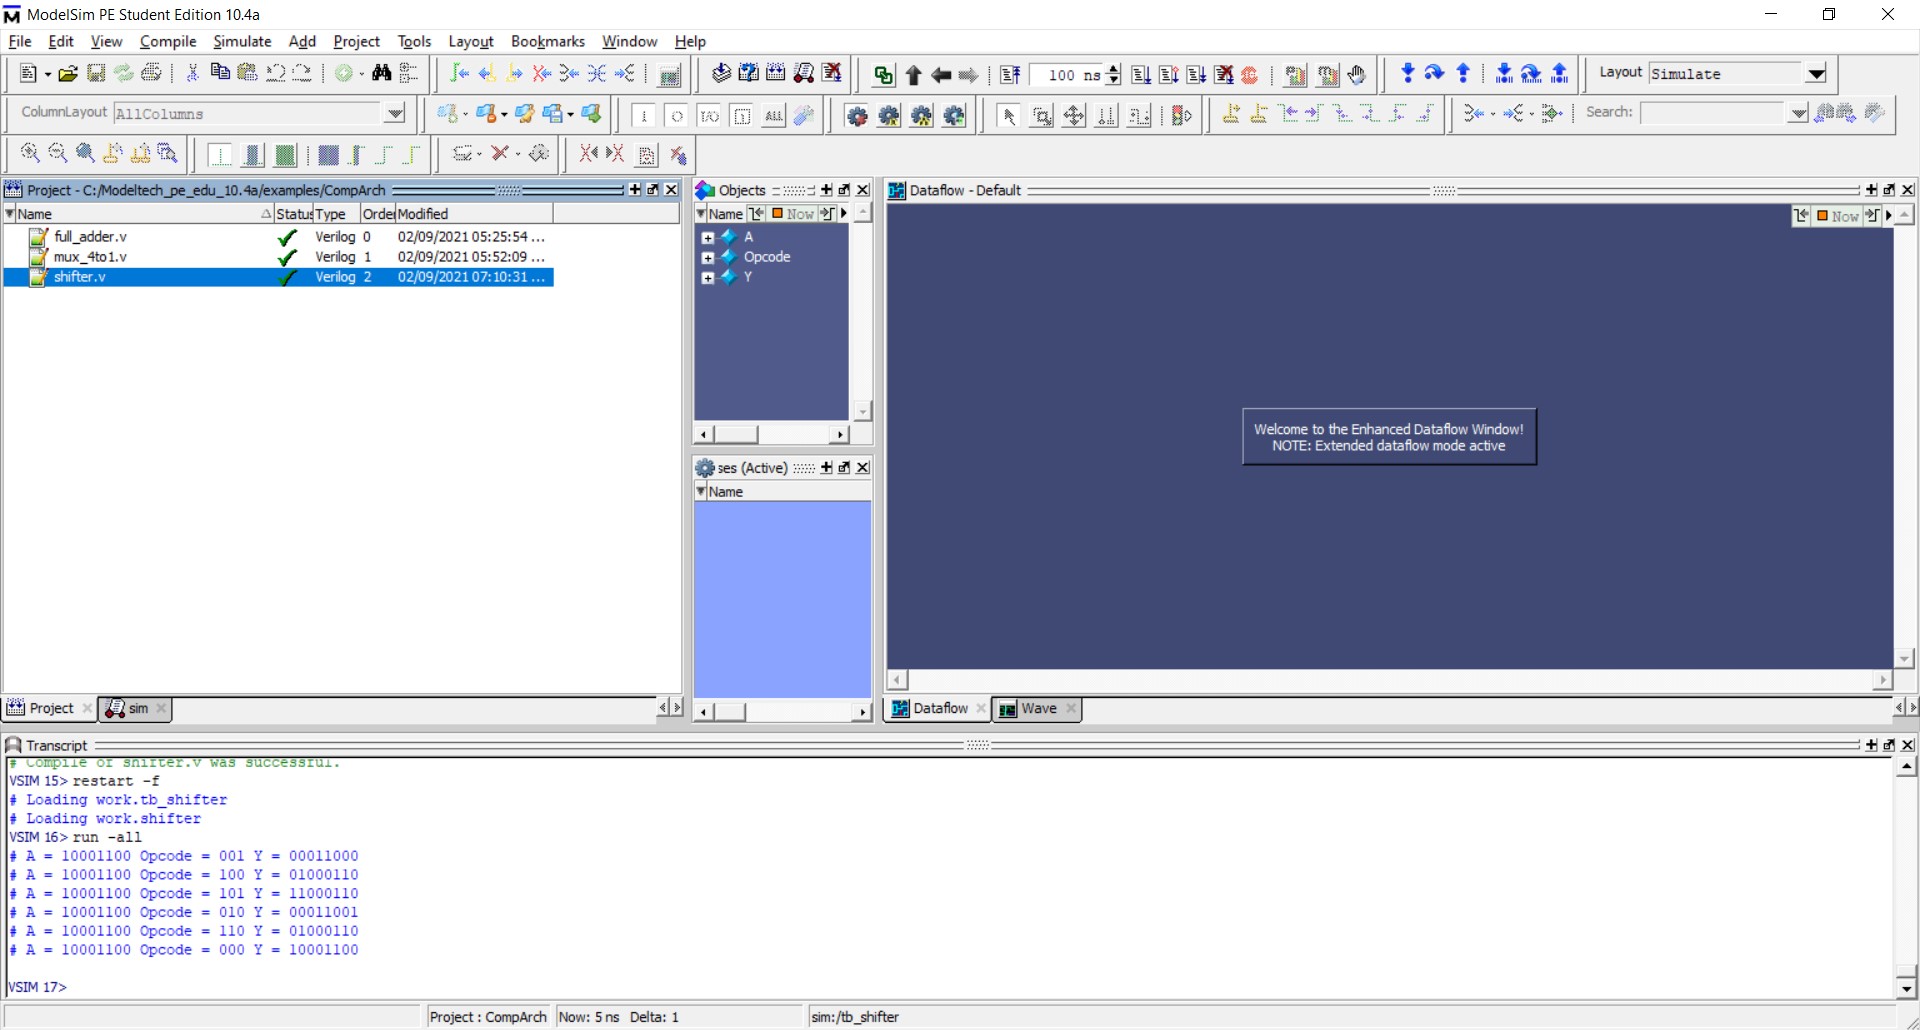 ModelSim PE Student Edition 10.4a
File Edit View Compile Simulate Add Project Tools Layout Bookmarks Window Help
100 ns
Layout Simulate
ColumnLayout AllColumns
I O I/O ALL
Search:
Project - C:/Modeltech_pe_edu_10.4a/examples/CompArch
Name Status Type Order Modified
full_adder.v Verilog 0 02/09/2021 05:25:54 ...
mux_4to1.v Verilog 1 02/09/2021 05:52:09 ...
shifter.v Verilog 2 02/09/2021 07:10:31 ...
Project sim
Objects
Name Now
A
Opcode
Y
ses (Active)
Name
Dataflow - Default
Now
Welcome to the Enhanced Dataflow Window!
NOTE: Extended dataflow mode active
Dataflow Wave
Transcript
# Compile of shifter.v was successful.
VSIM 15> restart -f
# Loading work.tb_shifter
# Loading work.shifter
VSIM 16> run -all
# A = 10001100 Opcode = 001 Y = 00011000
# A = 10001100 Opcode = 100 Y = 01000110
# A = 10001100 Opcode = 101 Y = 11000110
# A = 10001100 Opcode = 010 Y = 00011001
# A = 10001100 Opcode = 110 Y = 01000110
# A = 10001100 Opcode = 000 Y = 10001100
VSIM 17>
Project : CompArch Now: 5 ns Delta: 1 sim:/tb_shifter